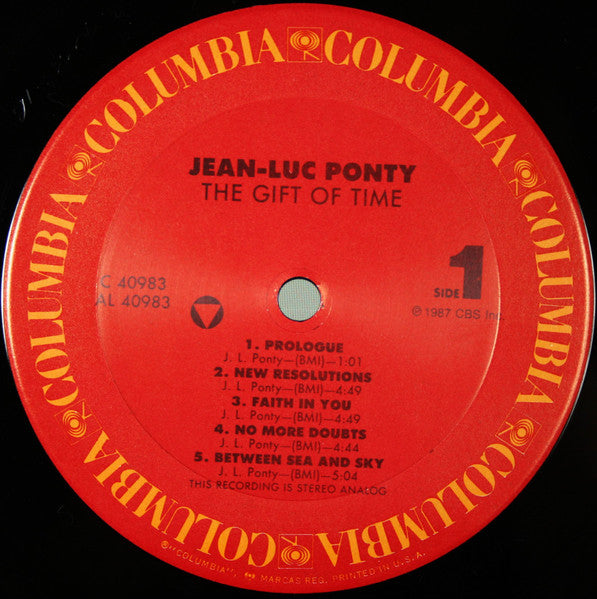 COLUMBIA COLUMBIA COLUMBIA COLUMBIA COLUMBIA COLUMBIA COLUMBIA
JEAN-LUC PONTY
THE GIFT OF TIME
C 40983
AL 40983
SIDE 1
℗ 1987 CBS Inc.
1. PROLOGUE
J. L. Ponty—(BMI)—1:01
2. NEW RESOLUTIONS
J. L. Ponty—(BMI)—4:49
3. FAITH IN YOU
J. L. Ponty—(BMI)—4:49
4. NO MORE DOUBTS
J. L. Ponty—(BMI)—4:44
5. BETWEEN SEA AND SKY
J. L. Ponty—(BMI)—5:04
THIS RECORDING IS STEREO ANALOG
®"COLUMBIA", MARCAS REG. PRINTED IN U.S.A.